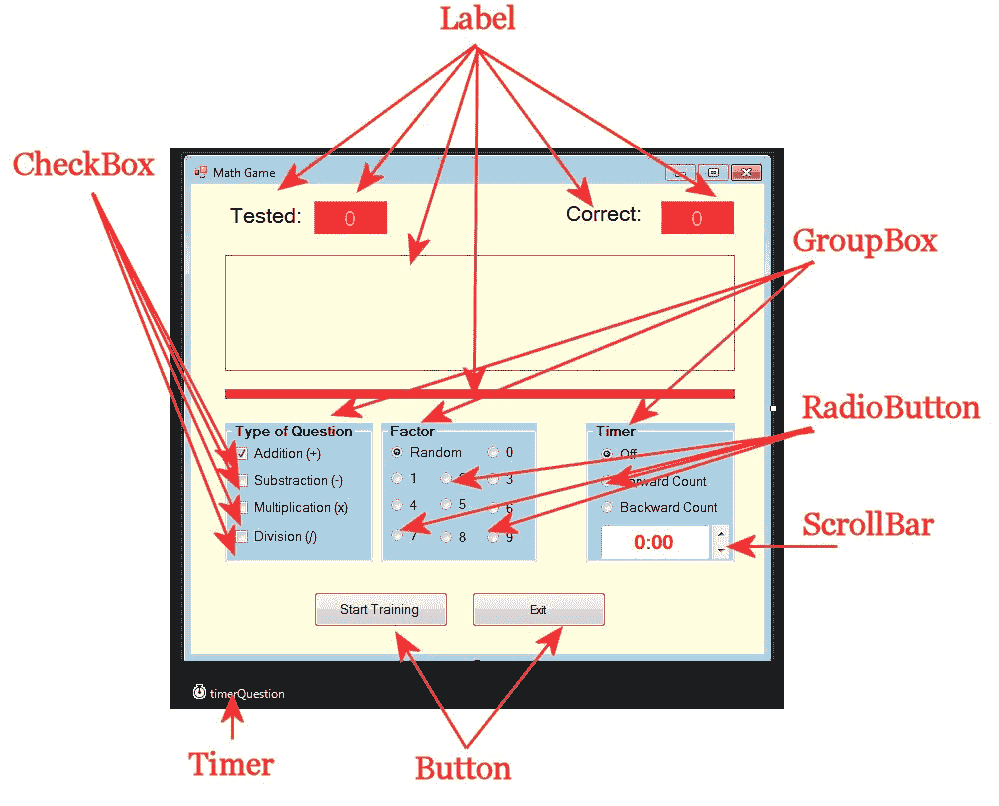 Label
CheckBox
Math Game
Tested: 0
Correct: 0
GroupBox
RadioButton
Type of Question
Addition (+)
Substraction (-)
Multiplication (x)
Division (/)
Factor
Random 0
1 3
4 5 6
7 8 9
Timer
Off
Count
Backward Count
0:00
ScrollBar
Start Training
Exit
timerQuestion
Timer
Button